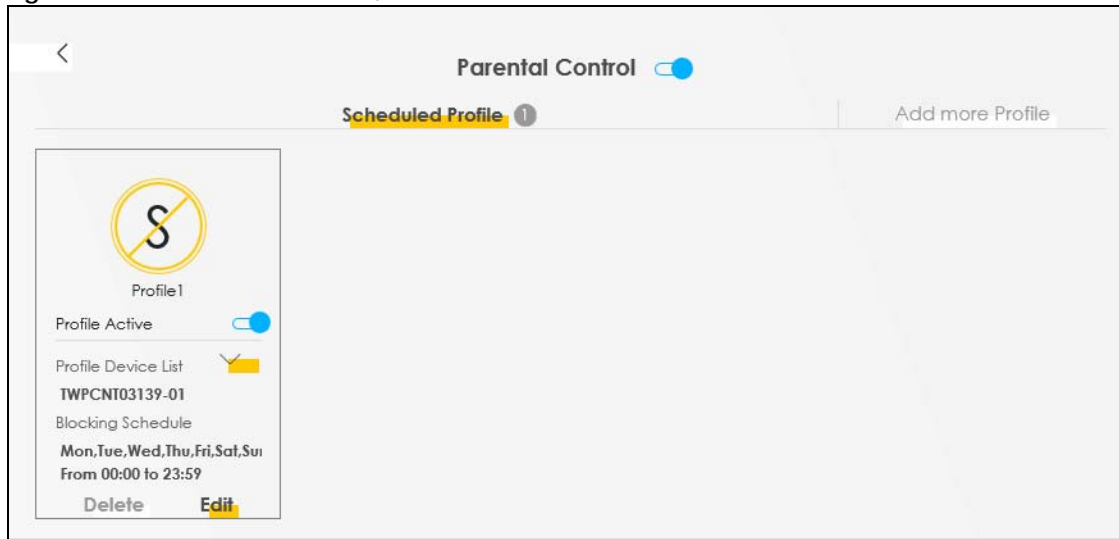 Parental Control
Scheduled Profile 1
Add more Profile
S
Profile1
Profile Active
Profile Device List
TWPCNT03139-01
Blocking Schedule
Mon,Tue,Wed,Thu,Fri,Sat,Su
From 00:00 to 23:59
Delete Edit